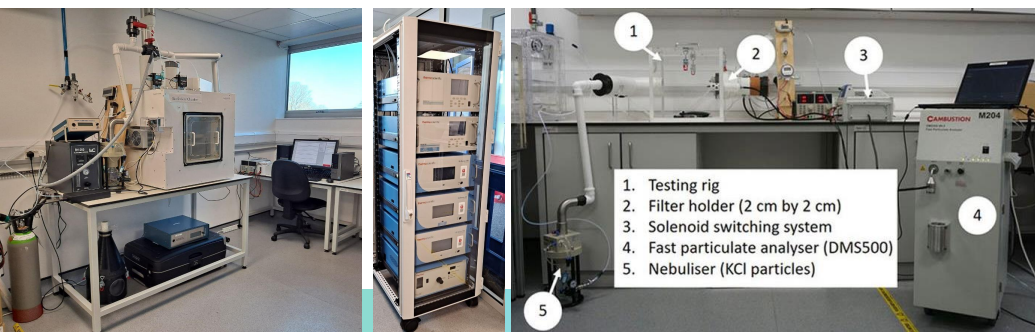 1
2
3
CAMBUSTION M204
1. Testing rig
2. Filter holder (2 cm by 2 cm)
3. Solenoid switching system
4. Fast particulate analyser (DMS500)
5. Nebuliser (KCl particles)
4
5